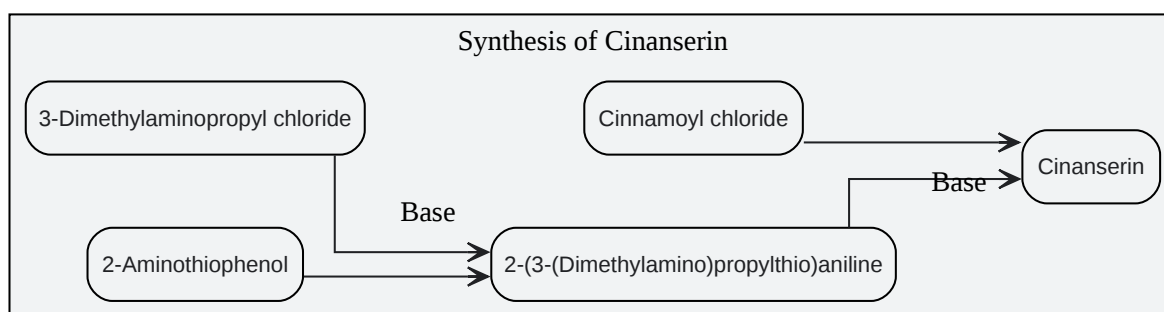 Synthesis of Cinanserin
3-Dimethylaminopropyl chloride
Cinnamoyl chloride
Cinanserin
Base
Base
2-Aminothiophenol
2-(3-(Dimethylamino)propylthio)aniline